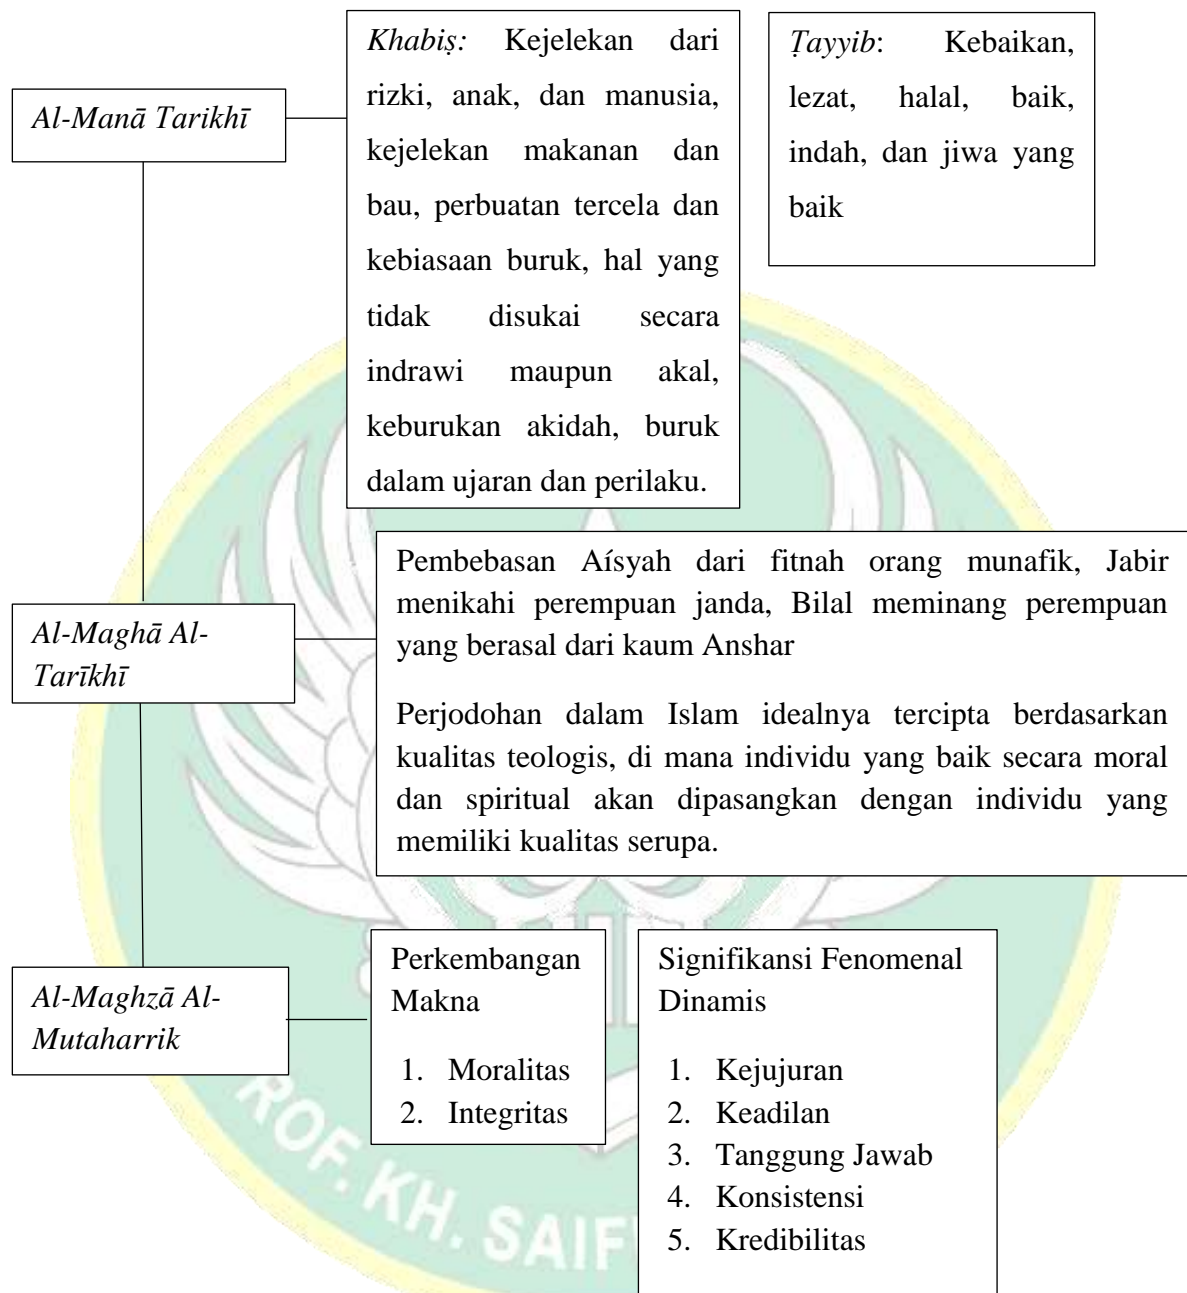 Al-Manā Tarikhī
Khabiṣ: Kejelekan dari
rizki, anak, dan manusia,
kejelekan makanan dan
bau, perbuatan tercela dan
kebiasaan buruk, hal yang
tidak disukai secara
indrawi maupun akal,
keburukan akidah, buruk
dalam ujaran dan perilaku.
Ṭayyib: Kebaikan,
lezat, halal, baik,
indah, dan jiwa yang
baik
Al-Maghā Al-
Tarīkhī
Pembebasan Aísyah dari fitnah orang munafik, Jabir
menikahi perempuan janda, Bilal meminang perempuan
yang berasal dari kaum Anshar
Perjodohan dalam Islam idealnya tercipta berdasarkan
kualitas teologis, di mana individu yang baik secara moral
dan spiritual akan dipasangkan dengan individu yang
memiliki kualitas serupa.
Al-Maghzā Al-
Mutaharrik
Perkembangan
Makna
1. Moralitas
2. Integritas
Signifikansi Fenomenal
Dinamis
1. Kejujuran
2. Keadilan
3. Tanggung Jawab
4. Konsistensi
5. Kredibilitas
ROF. KH. SAIF